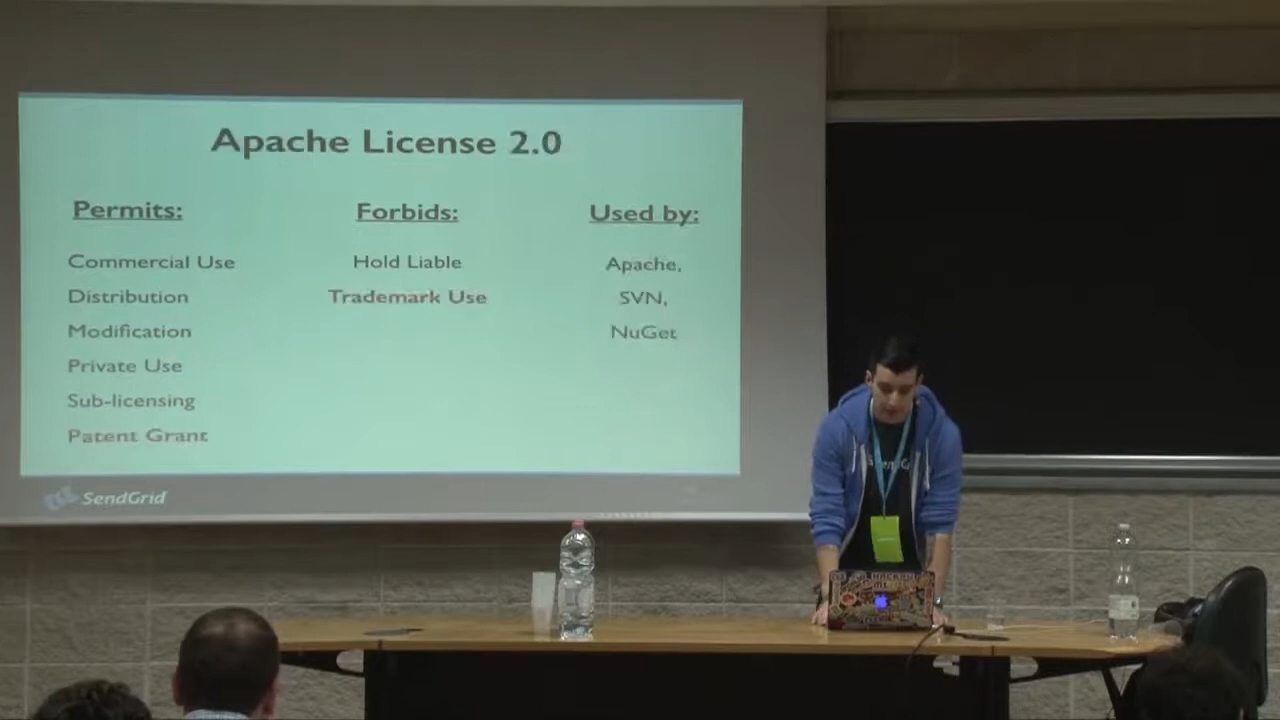 Apache License 2.0
Permits:
Commercial Use
Distribution
Modification
Private Use
Sub-licensing
Patent Grant
Forbids:
Hold Liable
Trademark Use
Used by:
Apache,
SVN,
NuGet
SendGrid